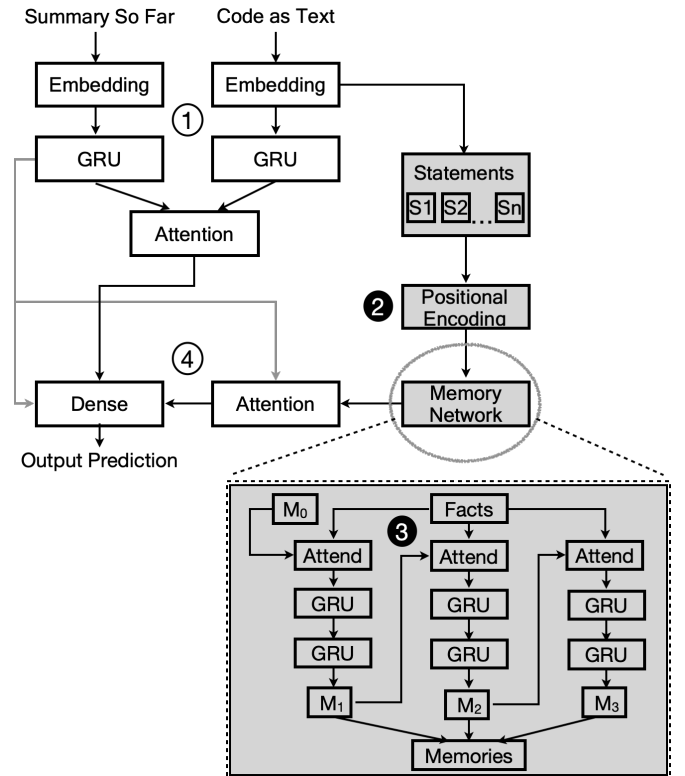 Summary So Far
Code as Text
Embedding
Embedding
1
GRU
GRU
Statements
S1 S2 ... Sn
Attention
2
Positional
Encoding
4
Dense
Attention
Memory
Network
Output Prediction
M₀
Facts
3
Attend
Attend
Attend
GRU
GRU
GRU
GRU
GRU
GRU
M₁
M₂
M₃
Memories